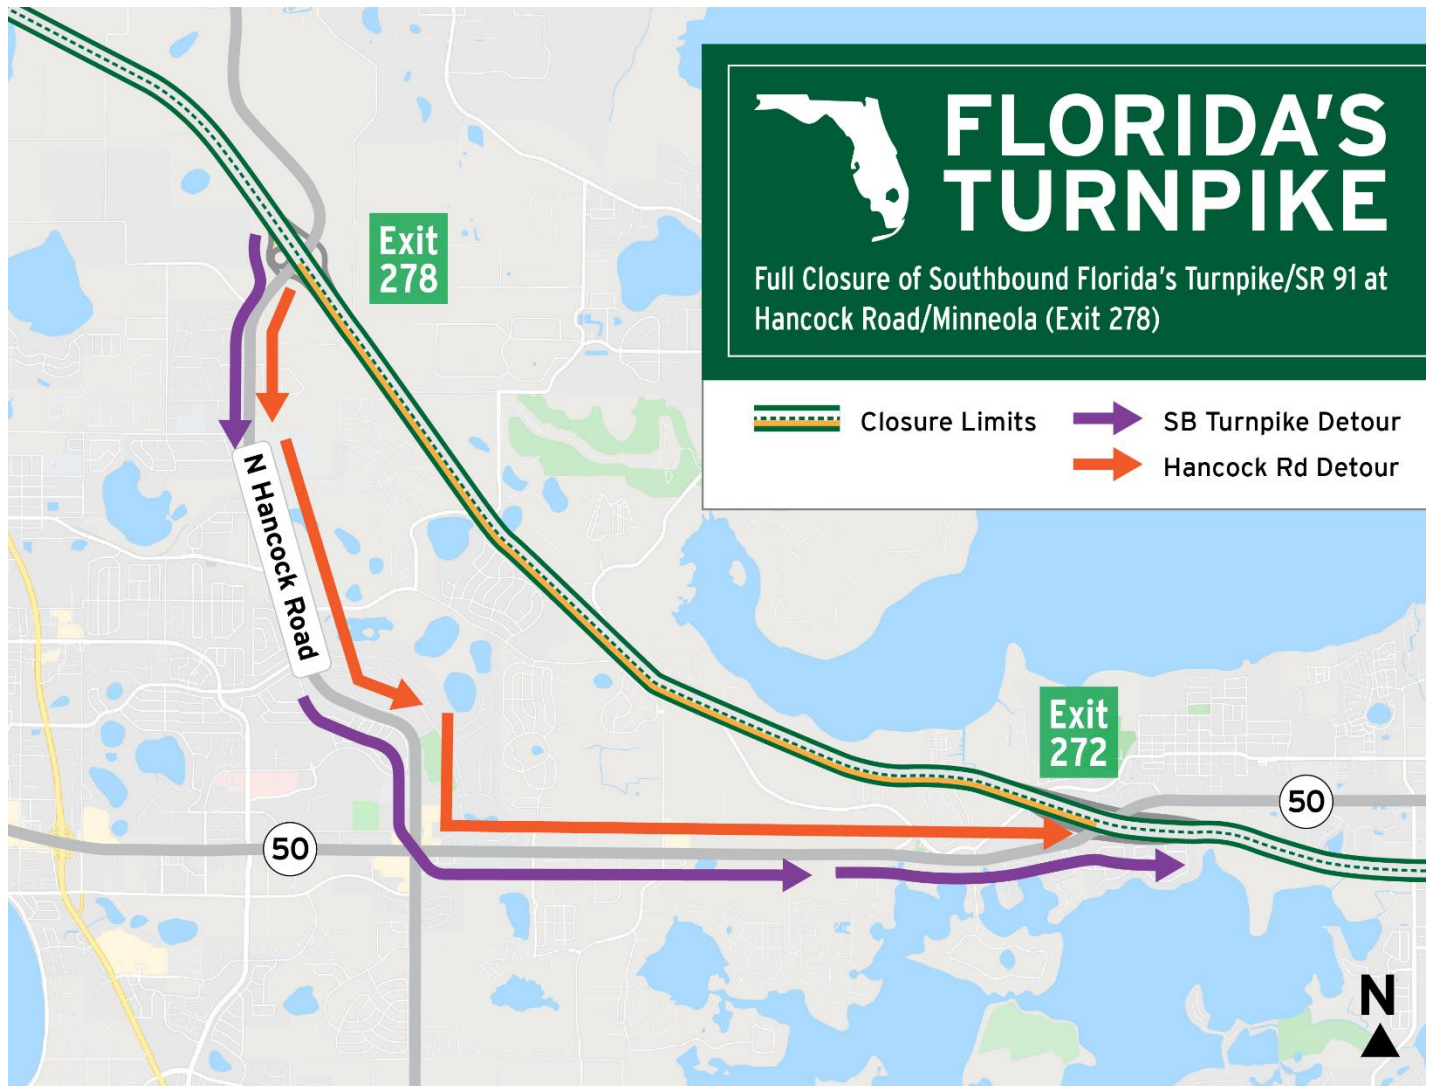 FLORIDA'S
TURNPIKE
Full Closure of Southbound Florida's Turnpike/SR 91 at
Hancock Road/Minneola (Exit 278)
Closure Limits
SB Turnpike Detour
Hancock Rd Detour
Exit
278
N Hancock Road
Exit
272
50
50
N